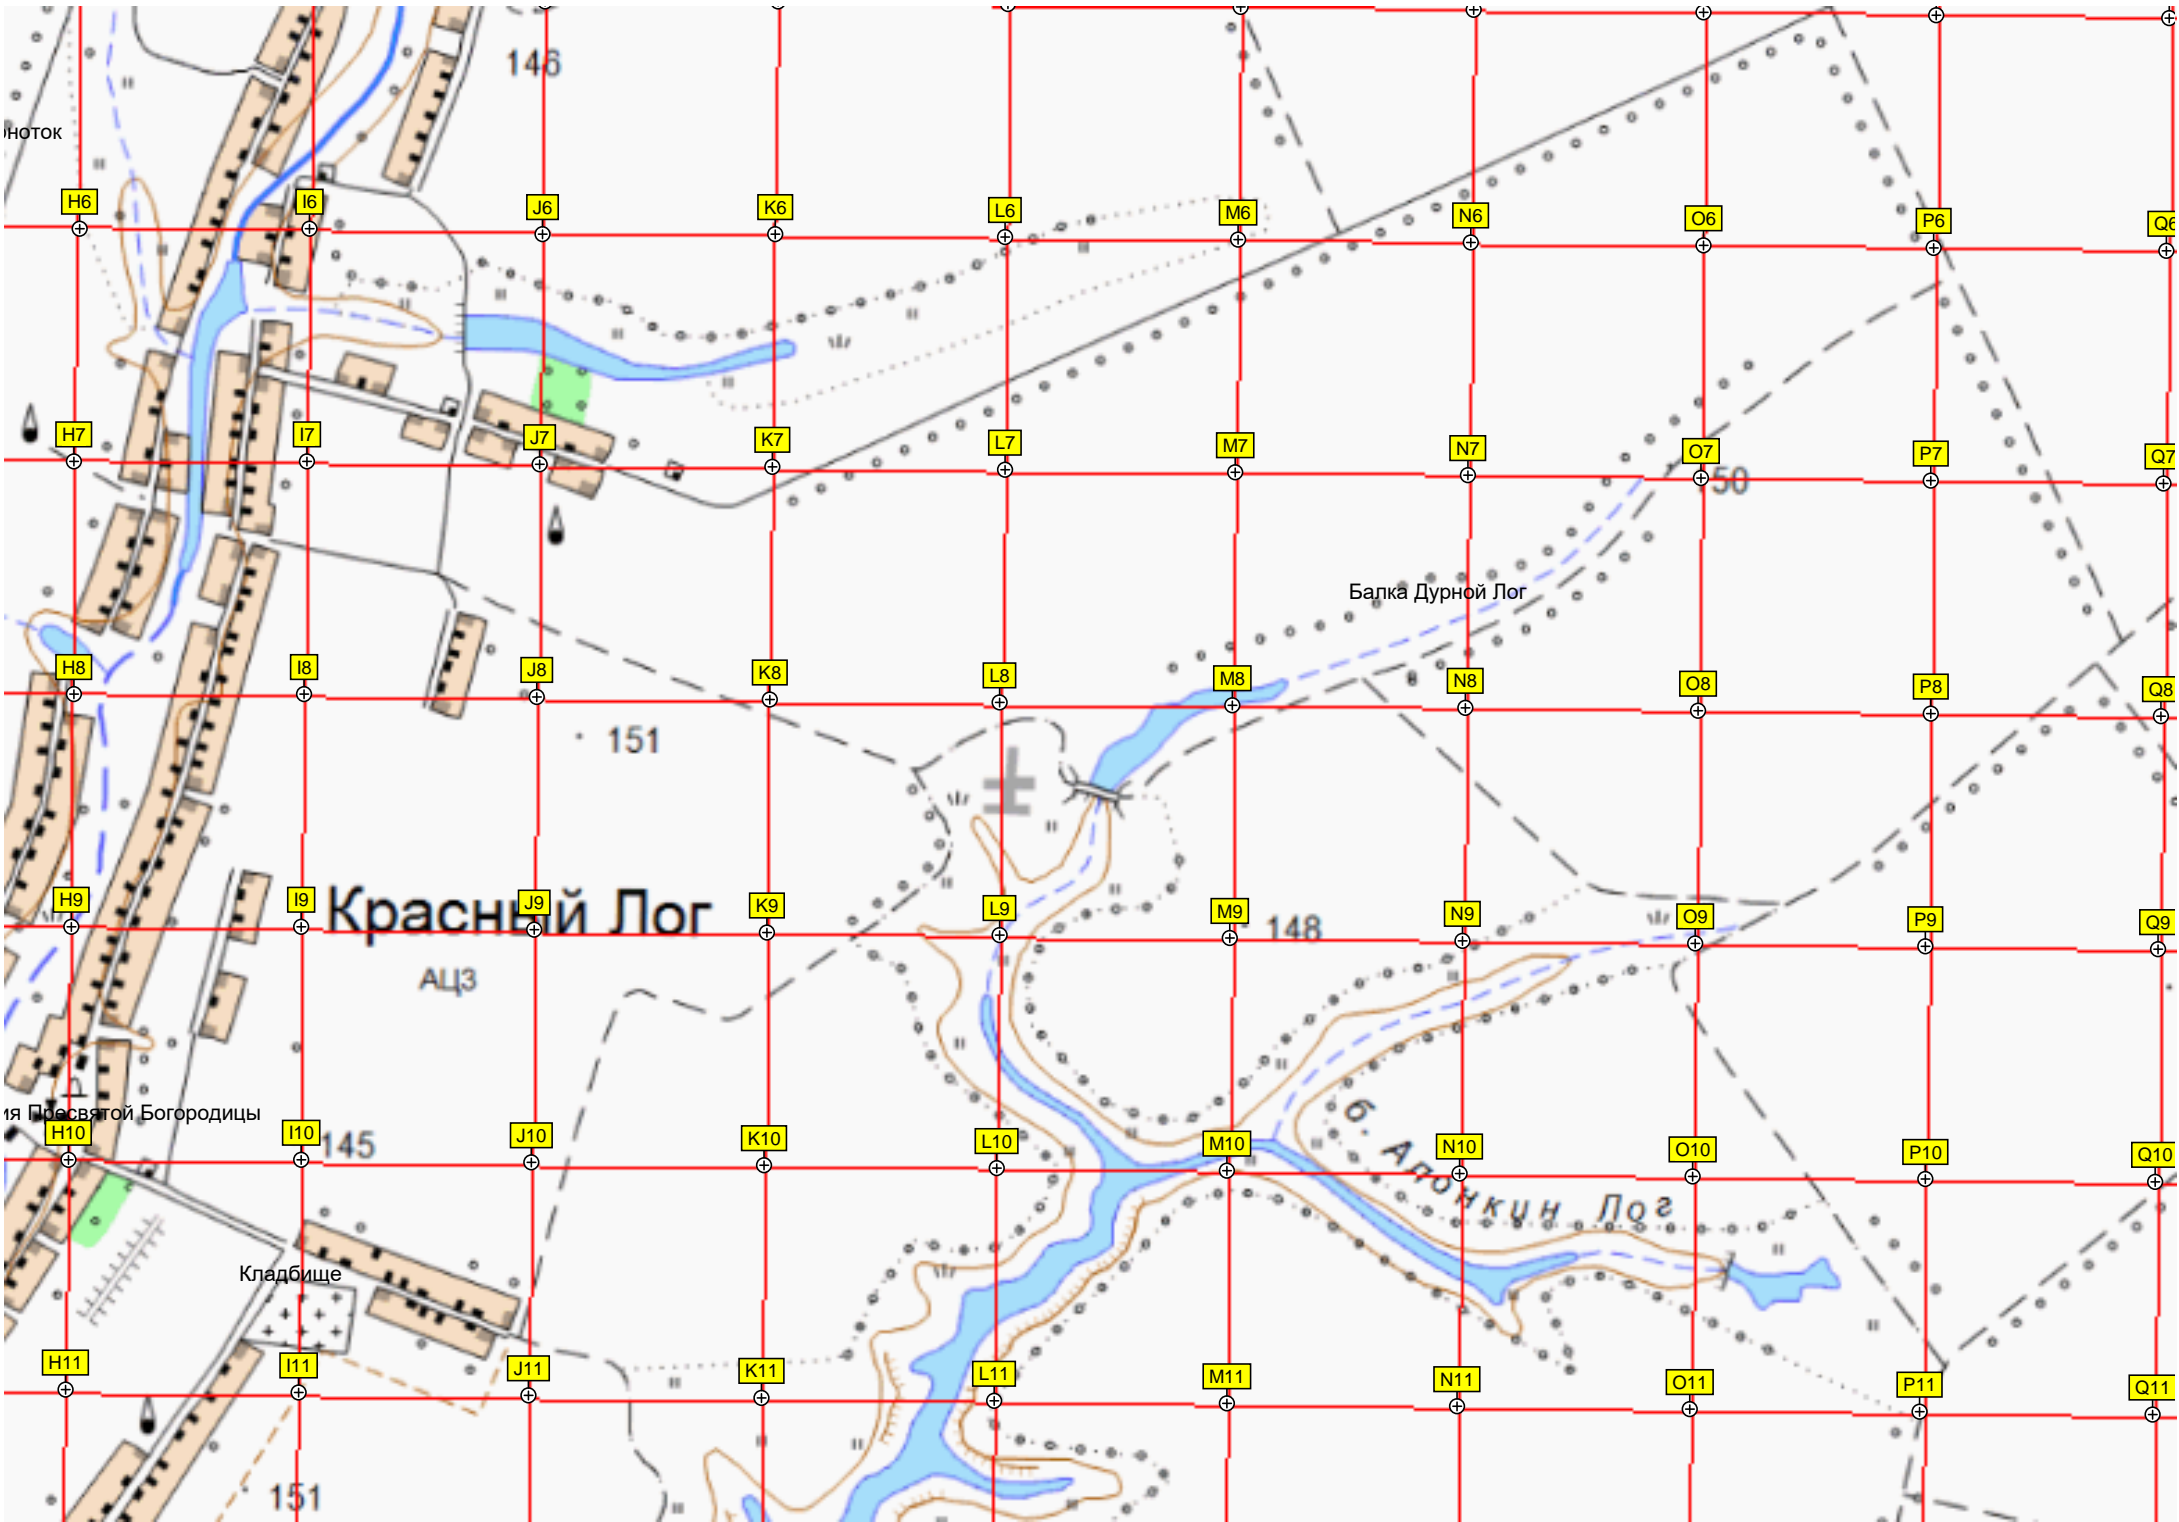 146
ноток
H6 I6 J6 K6 L6 M6 N6 O6 P6 Q6
H7 I7 J7 K7 L7 M7 N7 O7 P7 Q7
150
Балка Дурной Лог
H8 I8 J8 K8 L8 M8 N8 O8 P8 Q8
151
H9 I9 J9 K9 L9 M9 N9 O9 P9 Q9
Красный Лог
148
АЦЗ
ия Пресвятой Богородицы
б. Адонкин Лог
H10 I10 J10 K10 L10 M10 N10 O10 P10 Q10
145
Кладбище
H11 I11 J11 K11 L11 M11 N11 O11 P11 Q11
151